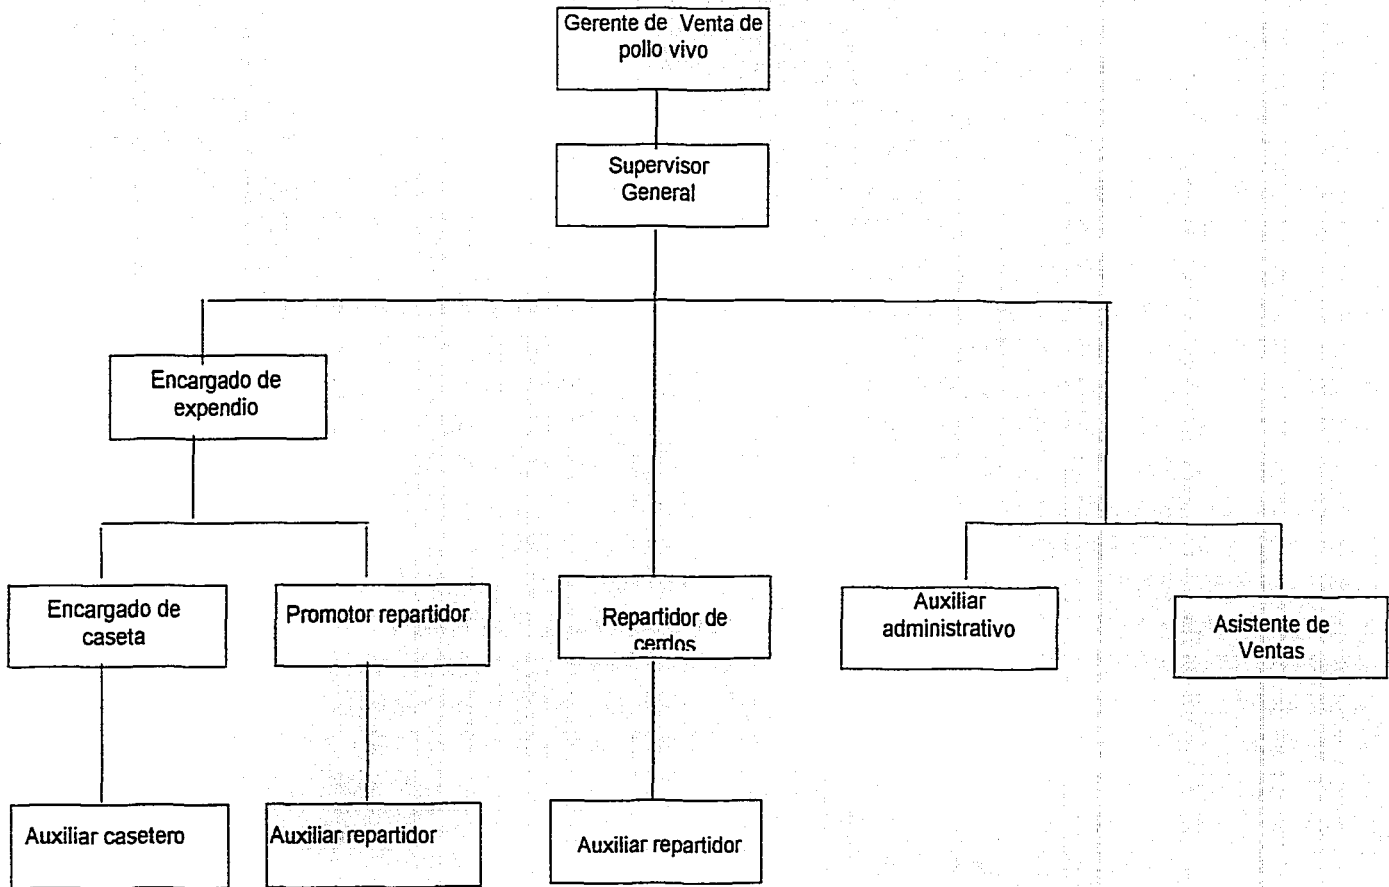 Gerente de Venta de
pollo vivo
Supervisor
General
Encargado de
expendio
Encargado de
caseta
Promotor repartidor
Repartidor de
cerdos
Auxiliar
administrativo
Asistente de
Ventas
Auxiliar casetero
Auxiliar repartidor
Auxiliar repartidor